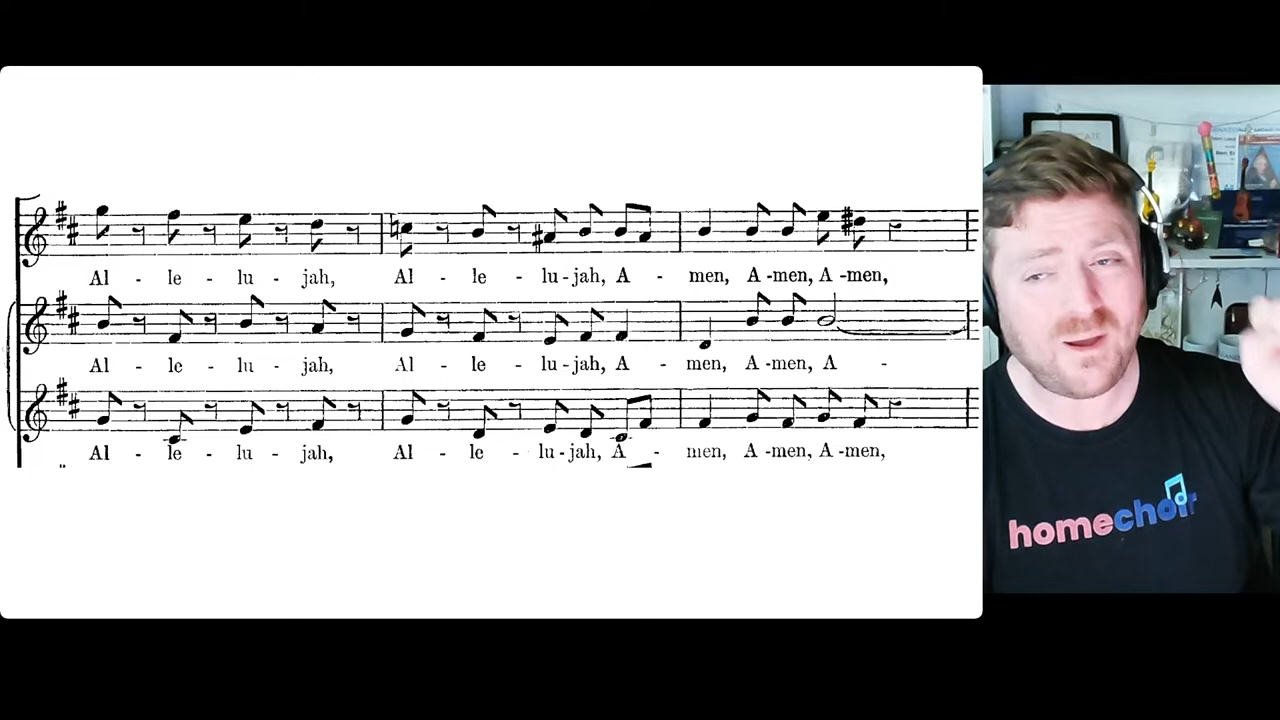 Al - le - lu - jah, Al - le - lu - jah, A - men, A - men, A - men,
Al - le - lu - jah, Al - le - lu - jah, A - men, A - men, A -
Al - le - lu - jah, Al - le - lu - jah, A - men, A - men, A - men,
homechoir